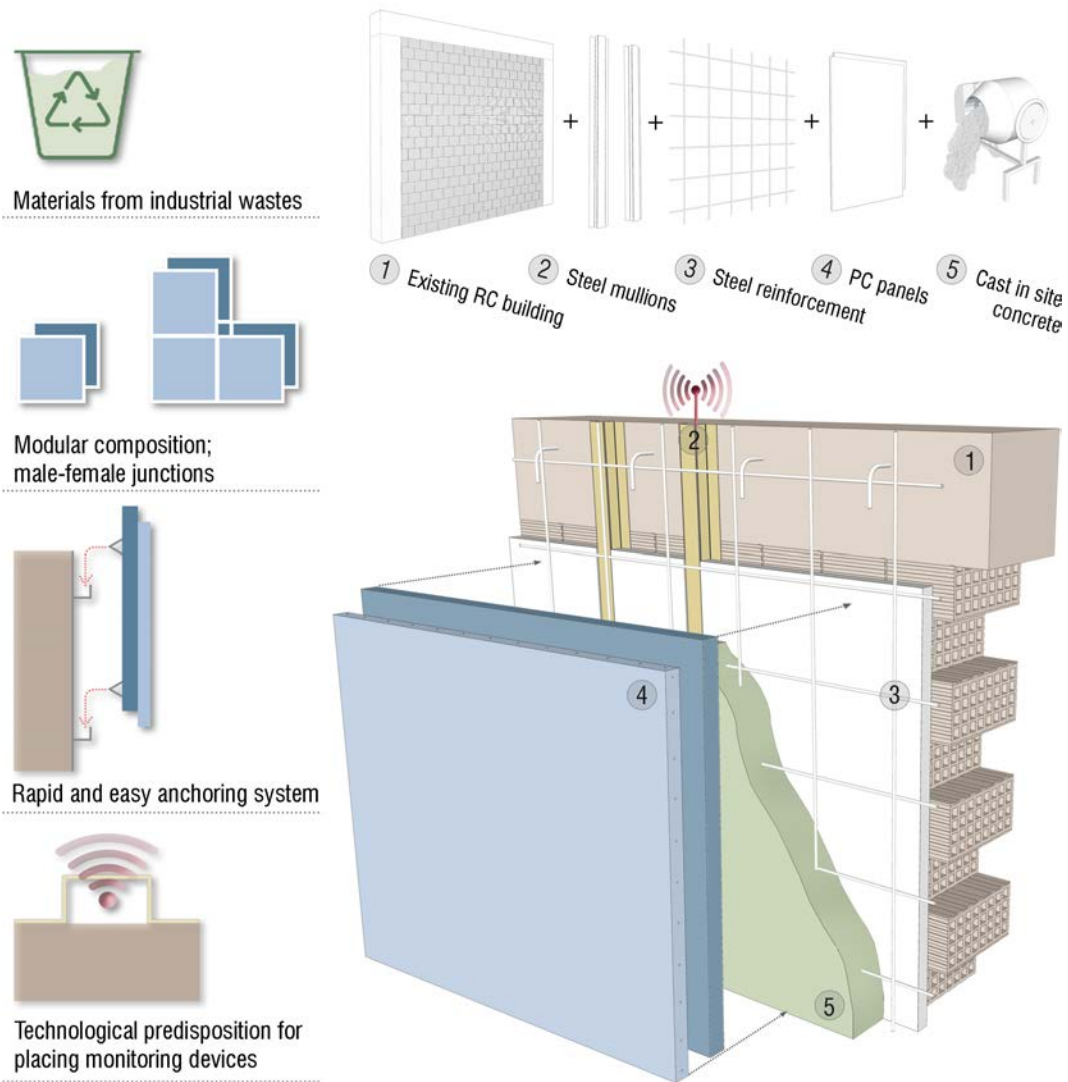 Materials from industrial wastes
Modular composition;
male-female junctions
Rapid and easy anchoring system
Technological predisposition for
placing monitoring devices
+
+
+
+
1 Existing RC building
2 Steel mullions
3 Steel reinforcement
4 PC panels
5 Cast in site
concrete
2
1
4
3
5